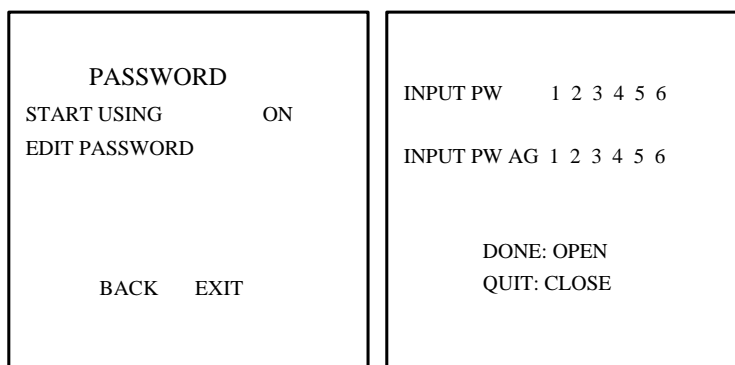 PASSWORD
START USING ON
EDIT PASSWORD
BACK EXIT
INPUT PW 1 2 3 4 5 6
INPUT PW AG 1 2 3 4 5 6
DONE: OPEN
QUIT: CLOSE